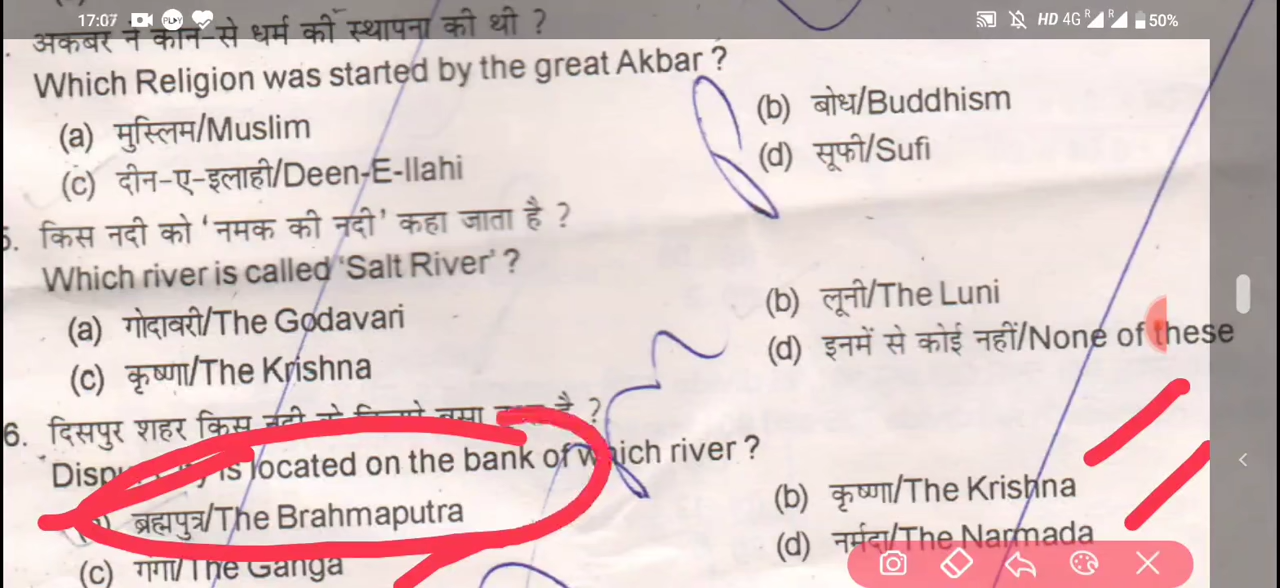 17:07 PLAY HD 4G R R 50%
अकबर ने कौन-से धर्म की स्थापना की थी ?
Which Religion was started by the great Akbar ?
(a) मुस्लिम/Muslim
(b) बोध/Buddhism
(c) दीन-ए-इलाही/Deen-E-Ilahi
(d) सूफी/Sufi
5. किस नदी को 'नमक की नदी' कहा जाता है ?
Which river is called 'Salt River' ?
(a) गोदावरी/The Godavari
(b) लूनी/The Luni
(c) कृष्णा/The Krishna
(d) इनमें से कोई नहीं/None of these
6. दिसपुर शहर किस नदी है ?
is located on the bank of which river ?
ब्रह्मपुत्र/The Brahmaputra
(b) कृष्णा/The Krishna
(c) गंगा/The Ganga
(d) नर्मदा/The Narmada